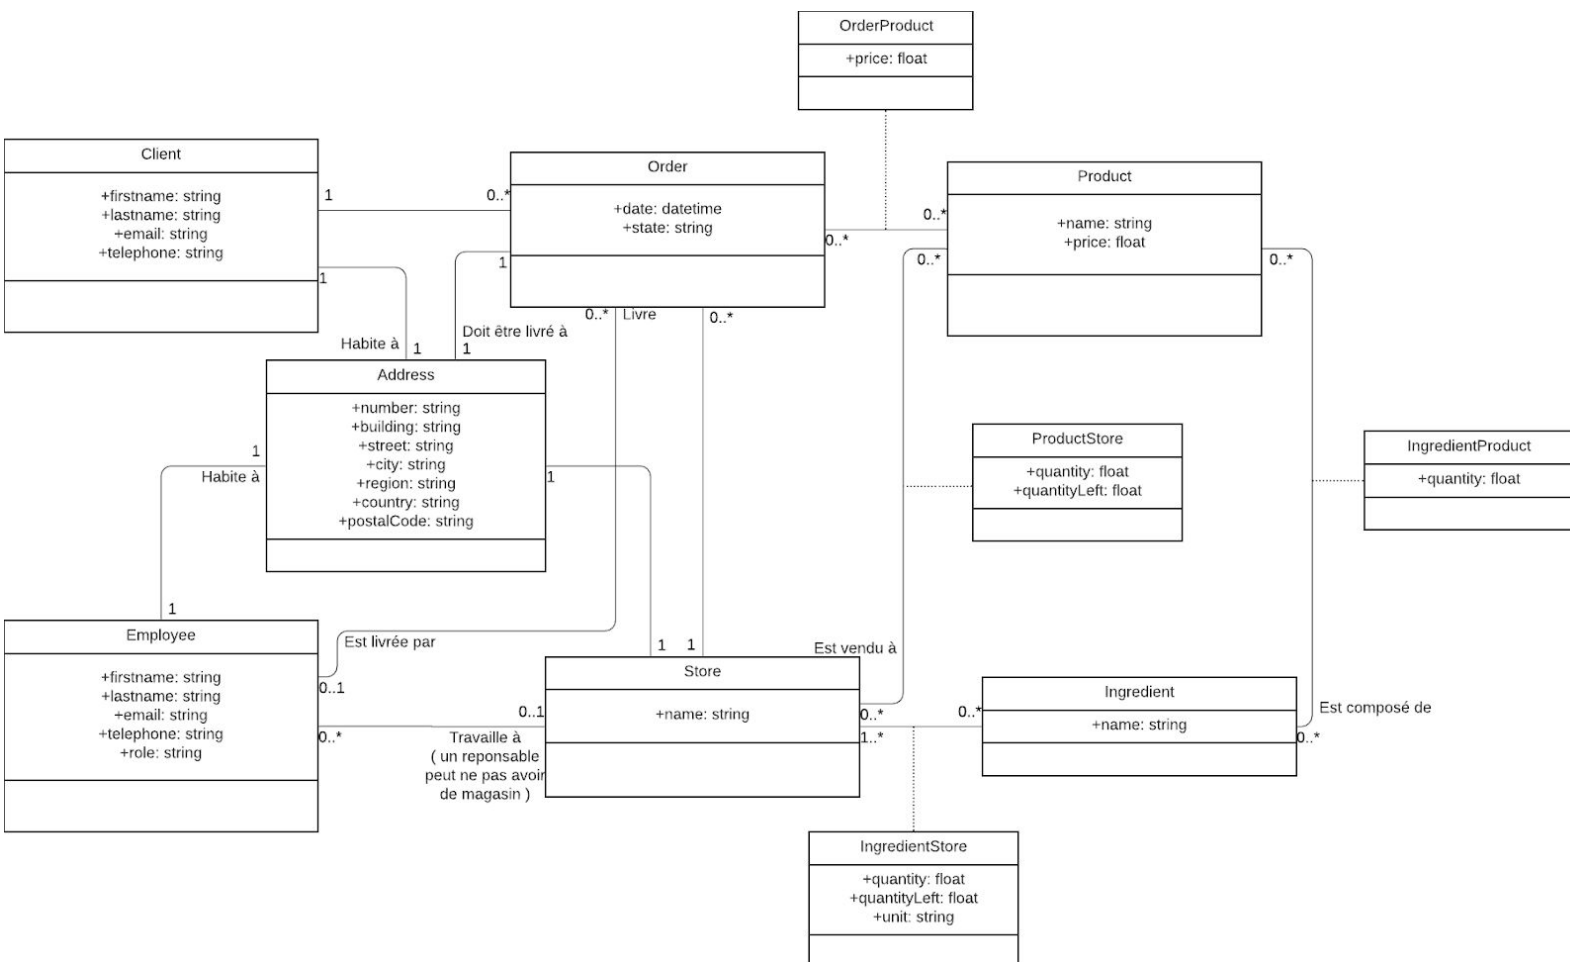 OrderProduct
+price: float
Client
+firstname: string
+lastname: string
+email: string
+telephone: string
1
0..*
Order
+date: datetime
+state: string
0..*
0..*
Product
+name: string
+price: float
1
1
0..*
Livre
0..*
0..*
0..*
Habite à
1
Doit être livré à
1
Address
+number: string
+building: string
+street: string
+city: string
+region: string
+country: string
+postalCode: string
1
Habite à
1
ProductStore
+quantity: float
+quantityLeft: float
IngredientProduct
+quantity: float
1
Employee
+firstname: string
+lastname: string
+email: string
+telephone: string
+role: string
Est livrée par
0..1
0..*
1
1
Est vendu à
Store
+name: string
0..1
Travaille à
( un reponsable
peut ne pas avoir
de magasin )
0..*
1..*
0..*
Ingredient
+name: string
Est composé de
0..*
IngredientStore
+quantity: float
+quantityLeft: float
+unit: string